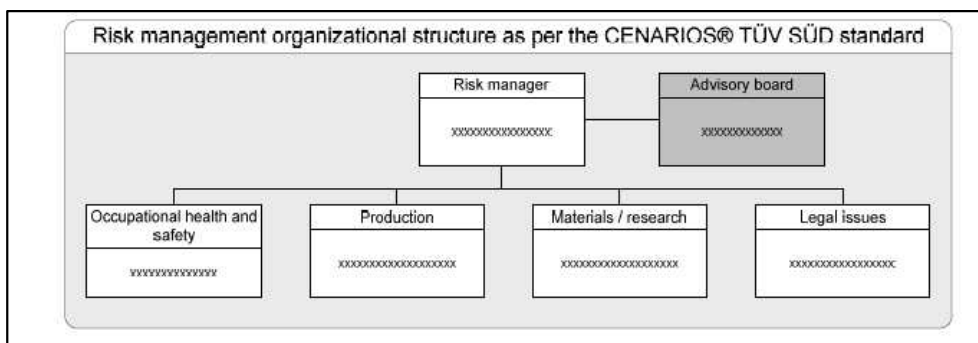 Risk management organizational structure as per the CENARIOS® TÜV SÜD standard
Risk manager
xxxxxxxxxxxxxxxx
Advisory board
xxxxxxxxxxxxx
Occupational health and
safety
xxxxxxxxxxxxxx
Production
xxxxxxxxxxxxxxxxxxx
Materials / research
xxxxxxxxxxxxxxxxxxx
Legal issues
xxxxxxxxxxxxxxxxx